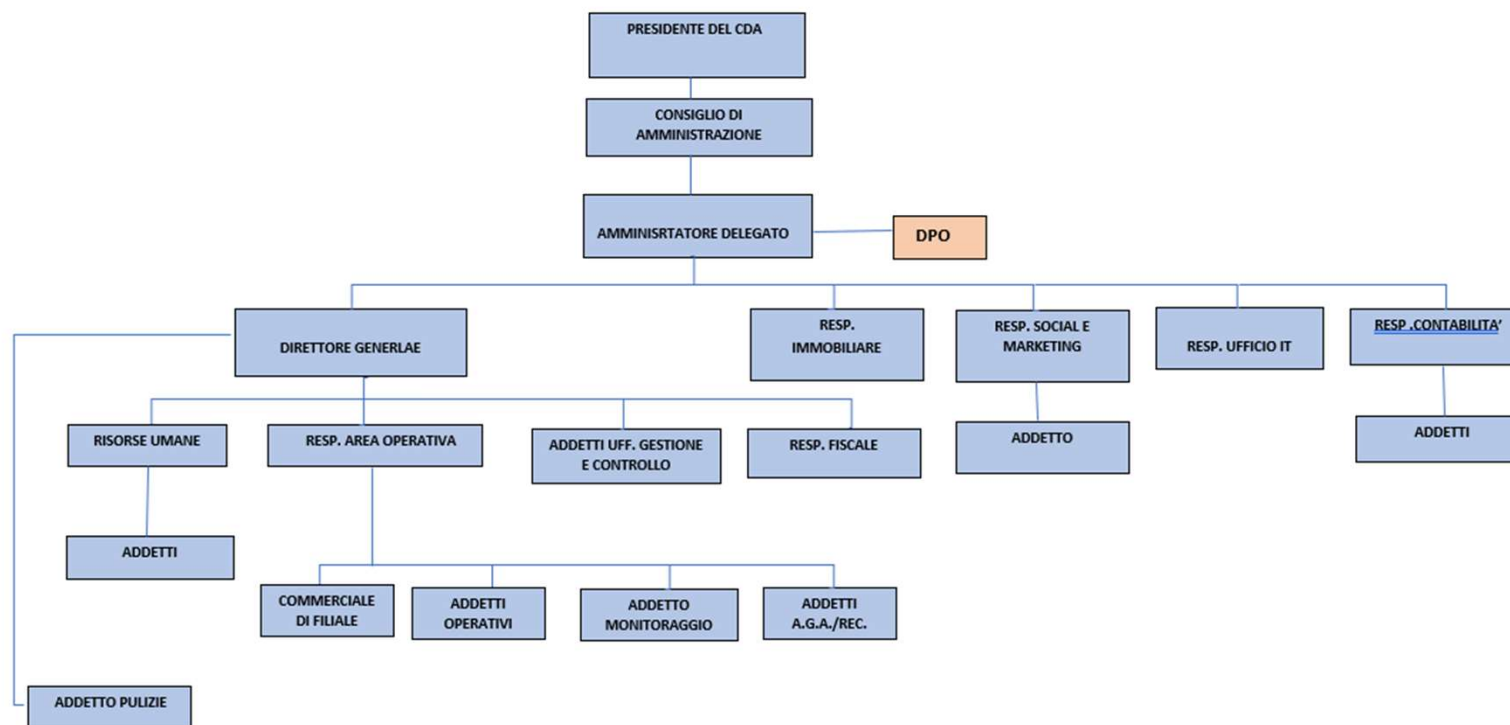 PRESIDENTE DEL CDA
CONSIGLIO DI
AMMINISTRAZIONE
AMMINISRTATORE DELEGATO
DPO
DIRETTORE GENERLAE
RESP.
IMMOBILIARE
RESP. SOCIAL E
MARKETING
RESP. UFFICIO IT
RESP .CONTABILITA'
RISORSE UMANE
RESP. AREA OPERATIVA
ADDETTI UFF. GESTIONE
E CONTROLLO
RESP. FISCALE
ADDETTO
ADDETTI
ADDETTI
COMMERCIALE
DI FILIALE
ADDETTI
OPERATIVI
ADDETTO
MONITORAGGIO
ADDETTI
A.G.A./REC.
ADDETTO PULIZIE